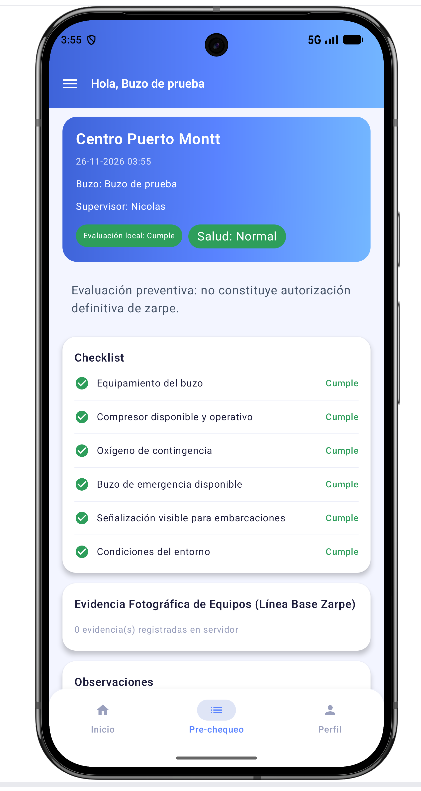 3:55
5G
Hola, Buzo de prueba
Centro Puerto Montt
26-11-2026 03:55
Buzo: Buzo de prueba
Supervisor: Nicolas
Evaluación local: Cumple
Salud: Normal
Evaluación preventiva: no constituye autorización
definitiva de zarpe.
Checklist
Equipamiento del buzo
Cumple
Compresor disponible y operativo
Cumple
Oxigeno de contingencia
Cumple
Buzo de emergencia disponible
Cumple
Señalización visible para embarcaciones
Cumple
Condiciones del entorno
Cumple
Evidencia Fotográfica de Equipos (Línea Base Zarpe)
0 evidencia(s) registradas en servidor
Observaciones
Inicio
Pre-chequeo
Perfil